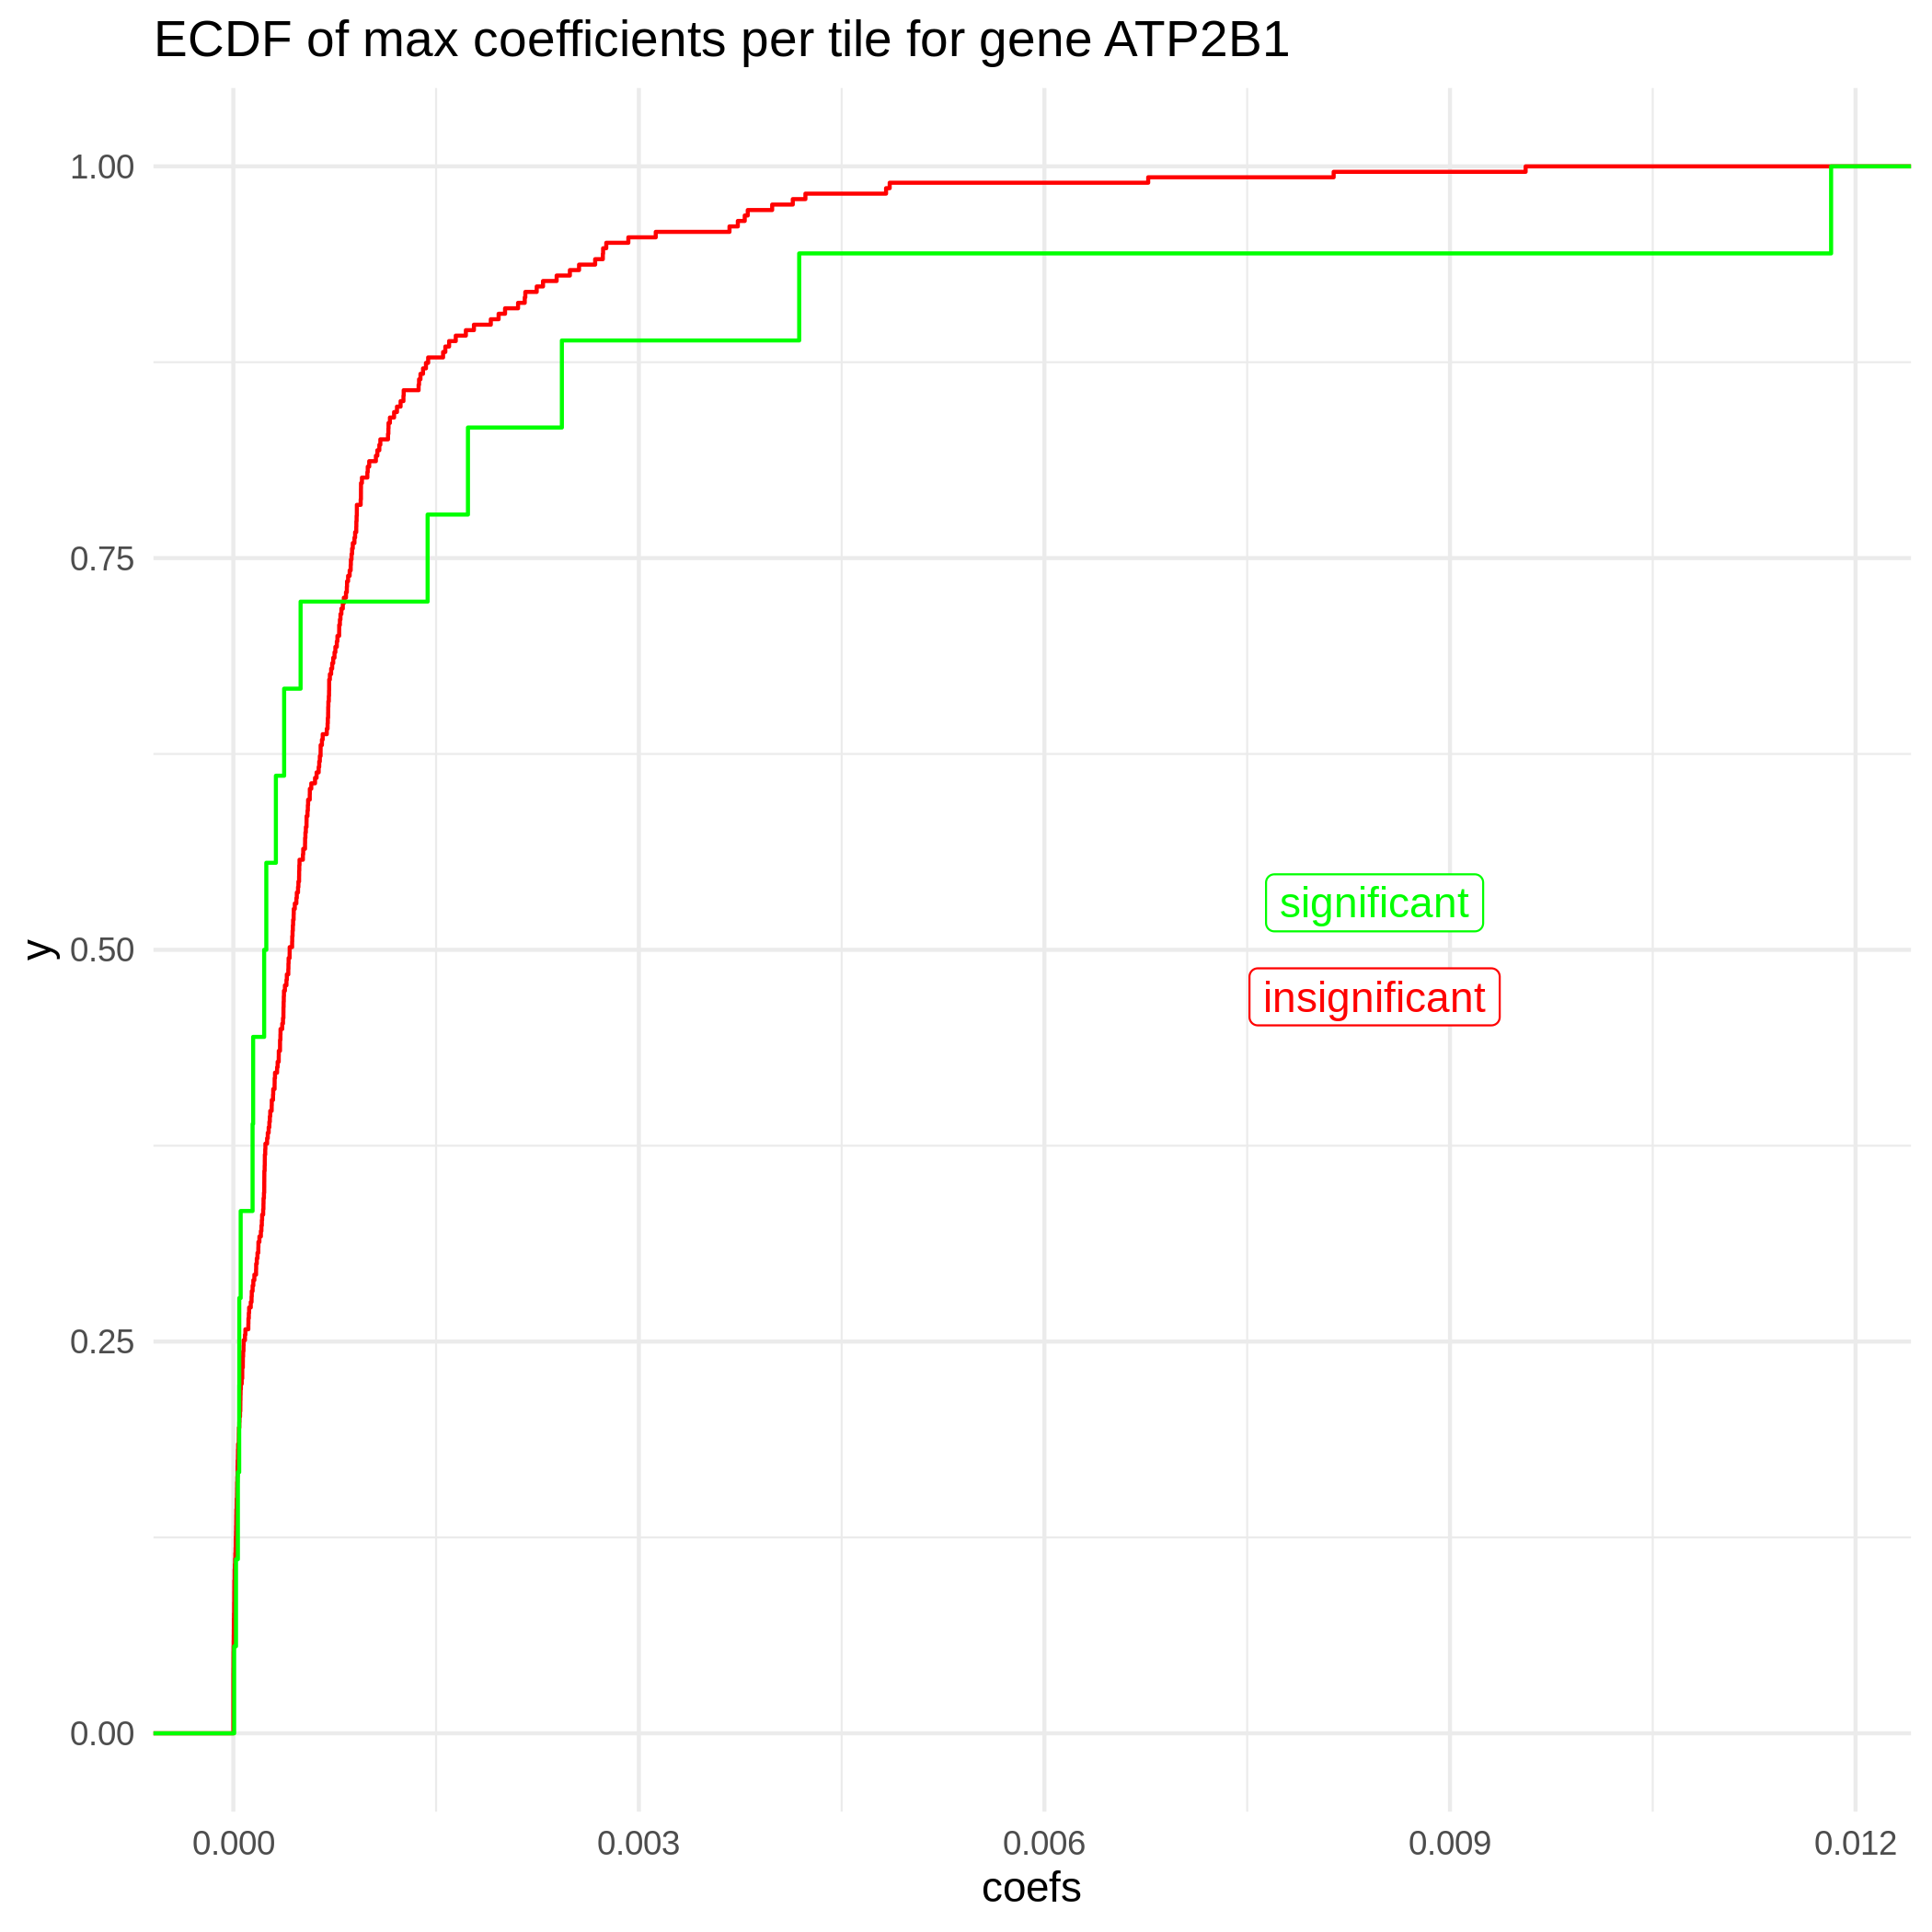 ECDF of max coefficients per tile for gene ATP2B1
1.00
0.75
0.50
0.25
0.00
y
significant
insignificant
0.000 0.003 0.006 0.009 0.012
coefs